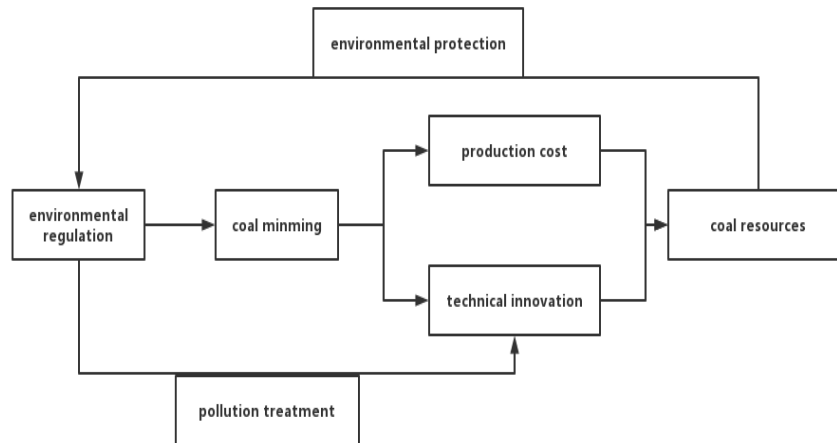 environmental protection
production cost
environmental
regulation
coal minming
coal resources
technical innovation
pollution treatment